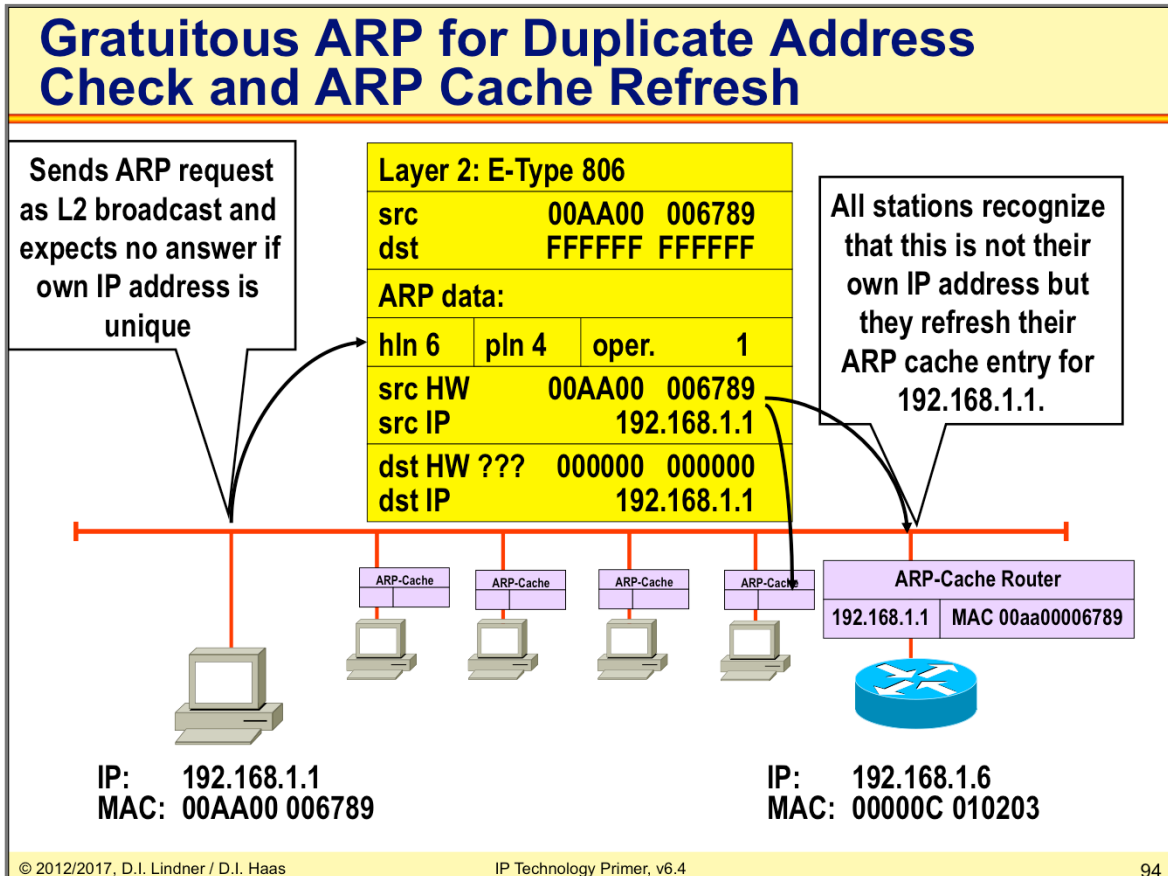 Gratuitous ARP for Duplicate Address
Check and ARP Cache Refresh
Sends ARP request
as L2 broadcast and
expects no answer if
own IP address is
unique
Layer 2: E-Type 806
src 00AA00 006789
dst FFFFFF FFFFFF
ARP data:
hln 6 pln 4 oper. 1
src HW 00AA00 006789
src IP 192.168.1.1
dst HW ??? 000000 000000
dst IP 192.168.1.1
All stations recognize
that this is not their
own IP address but
they refresh their
ARP cache entry for
192.168.1.1.
ARP-Cache
ARP-Cache
ARP-Cache
ARP-Cache
ARP-Cache Router
192.168.1.1 MAC 00aa00006789
IP: 192.168.1.1
MAC: 00AA00 006789
IP: 192.168.1.6
MAC: 00000C 010203
© 2012/2017, D.I. Lindner / D.I. Haas
IP Technology Primer, v6.4
94